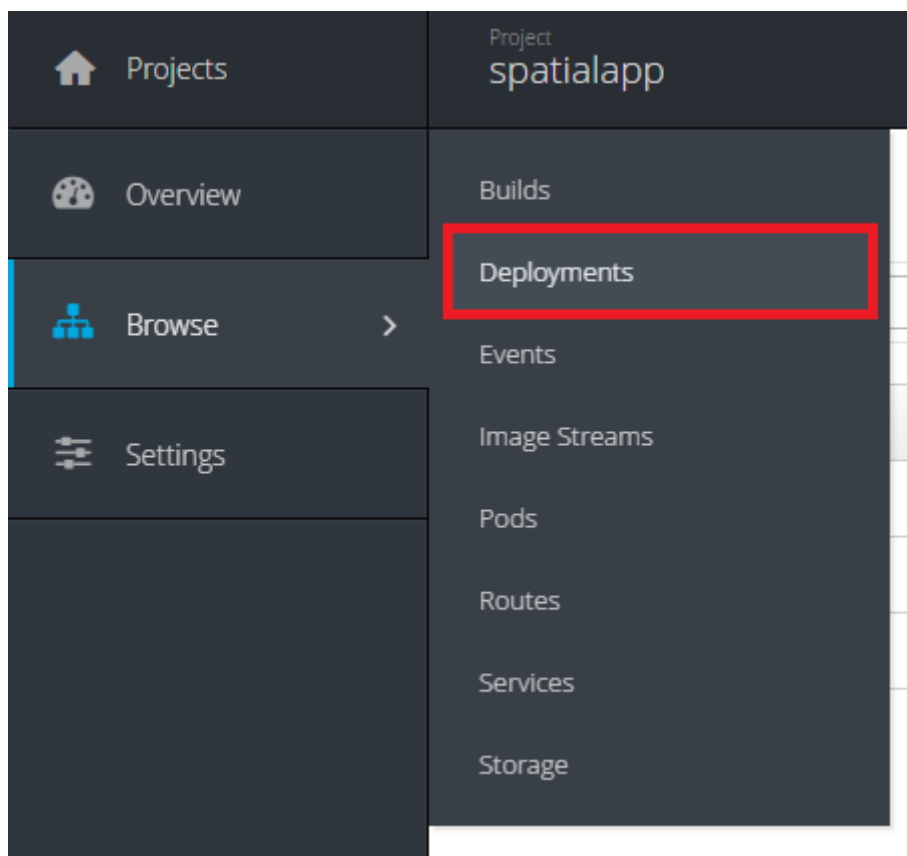 Projects
Project
spatialapp
Overview
Browse
Settings
Builds
Deployments
Events
Image Streams
Pods
Routes
Services
Storage